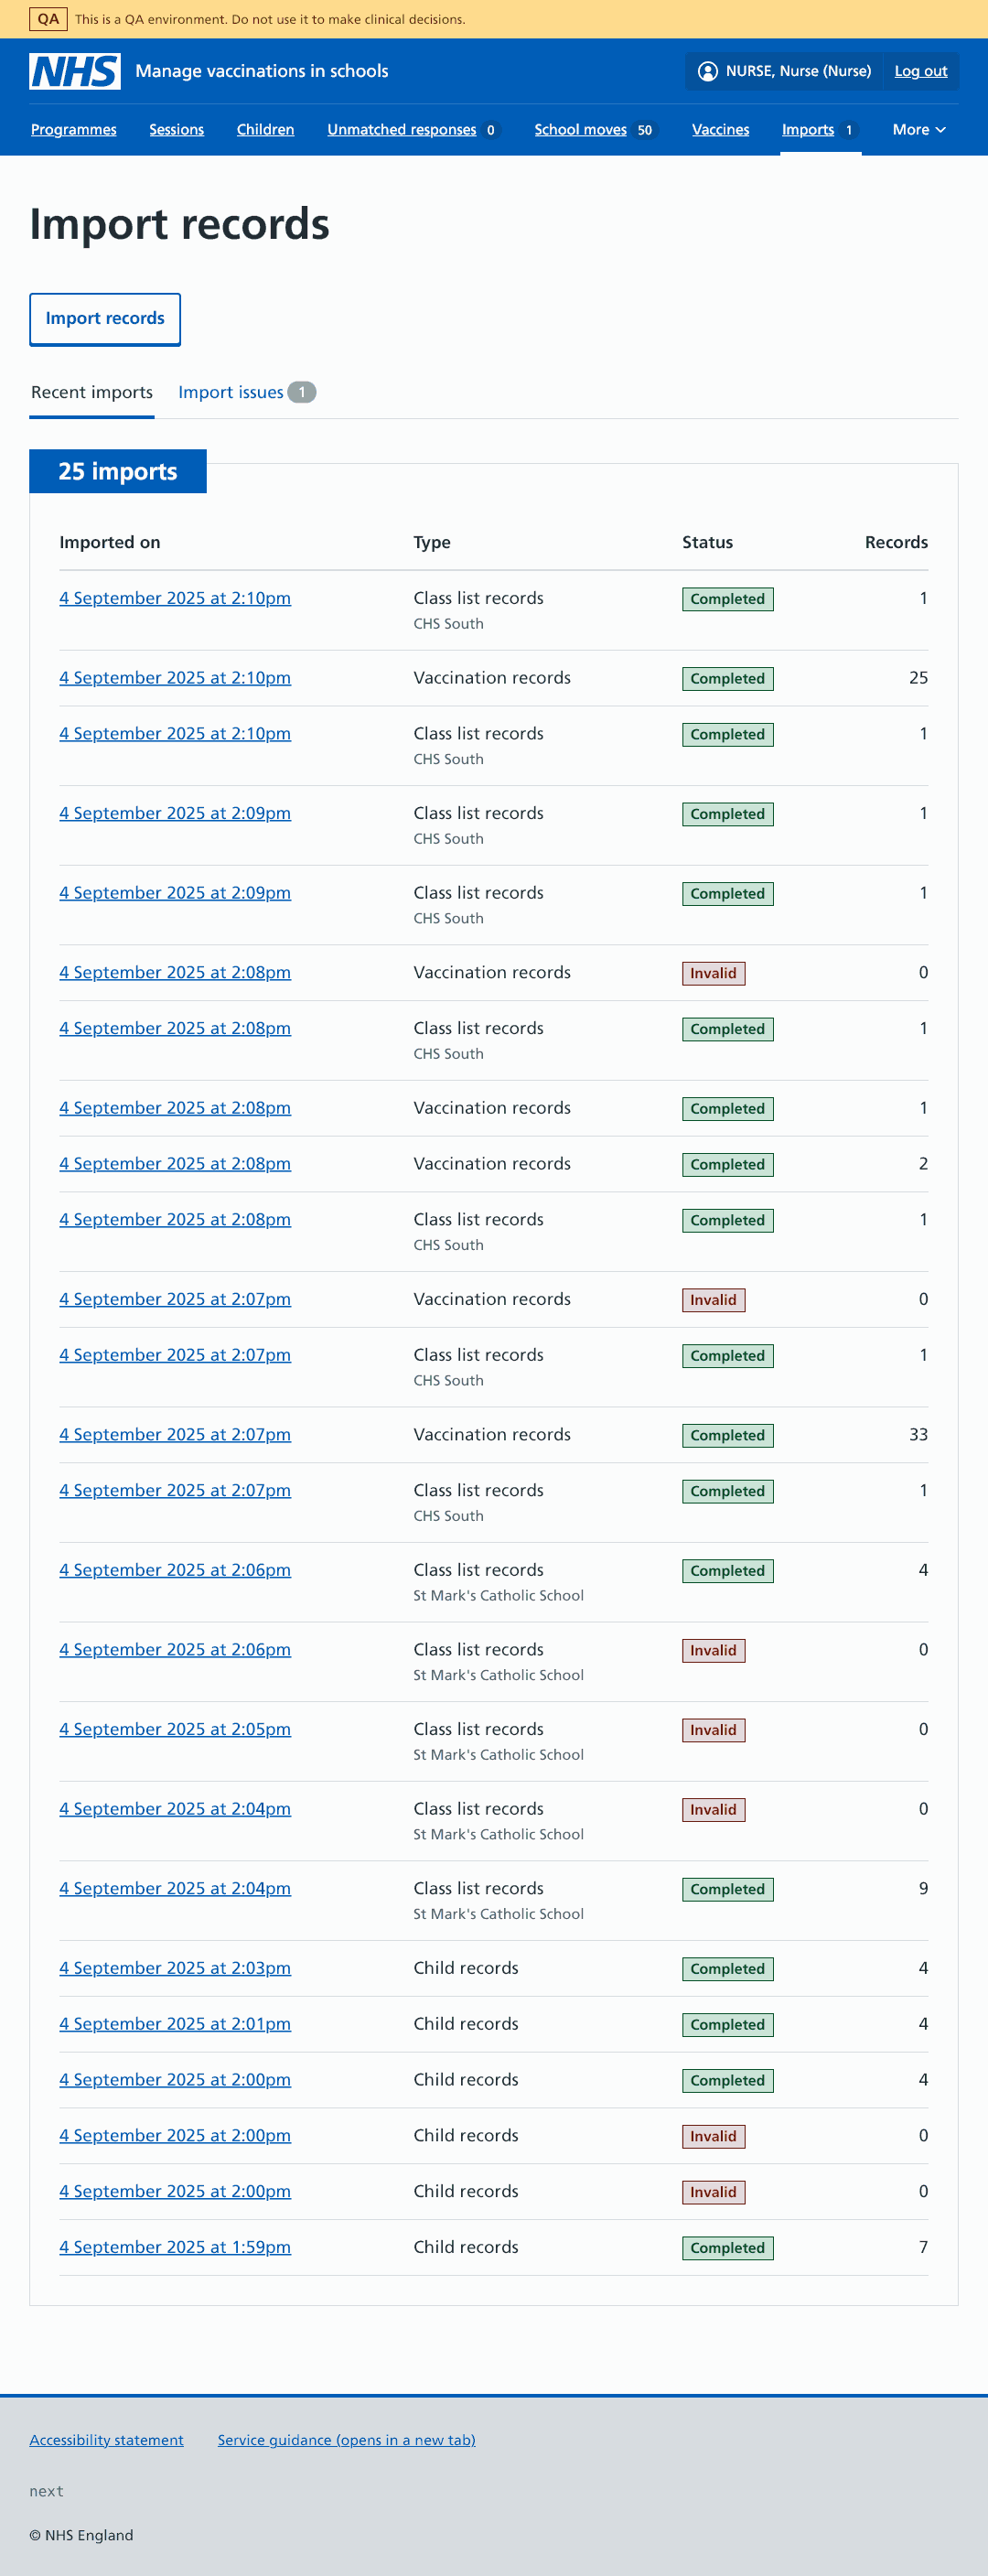 QA This is a QA environment. Do not use it to make clinical decisions.
NHS Manage vaccinations in schools NURSE, Nurse (Nurse) Log out
Programmes Sessions Children Unmatched responses 0 School moves 50 Vaccines Imports 1 More
Import records
Import records
Recent imports Import issues 1
25 imports
Imported on Type Status Records
4 September 2025 at 2:10pm Class list records Completed 1
CHS South
4 September 2025 at 2:10pm Vaccination records Completed 25
4 September 2025 at 2:10pm Class list records Completed 1
CHS South
4 September 2025 at 2:09pm Class list records Completed 1
CHS South
4 September 2025 at 2:09pm Class list records Completed 1
CHS South
4 September 2025 at 2:08pm Vaccination records Invalid 0
4 September 2025 at 2:08pm Class list records Completed 1
CHS South
4 September 2025 at 2:08pm Vaccination records Completed 1
4 September 2025 at 2:08pm Vaccination records Completed 2
4 September 2025 at 2:08pm Class list records Completed 1
CHS South
4 September 2025 at 2:07pm Vaccination records Invalid 0
4 September 2025 at 2:07pm Class list records Completed 1
CHS South
4 September 2025 at 2:07pm Vaccination records Completed 33
4 September 2025 at 2:07pm Class list records Completed 1
CHS South
4 September 2025 at 2:06pm Class list records Completed 4
St Mark's Catholic School
4 September 2025 at 2:06pm Class list records Invalid 0
St Mark's Catholic School
4 September 2025 at 2:05pm Class list records Invalid 0
St Mark's Catholic School
4 September 2025 at 2:04pm Class list records Invalid 0
St Mark's Catholic School
4 September 2025 at 2:04pm Class list records Completed 9
St Mark's Catholic School
4 September 2025 at 2:03pm Child records Completed 4
4 September 2025 at 2:01pm Child records Completed 4
4 September 2025 at 2:00pm Child records Completed 4
4 September 2025 at 2:00pm Child records Invalid 0
4 September 2025 at 2:00pm Child records Invalid 0
4 September 2025 at 1:59pm Child records Completed 7
Accessibility statement Service guidance (opens in a new tab)
next
© NHS England